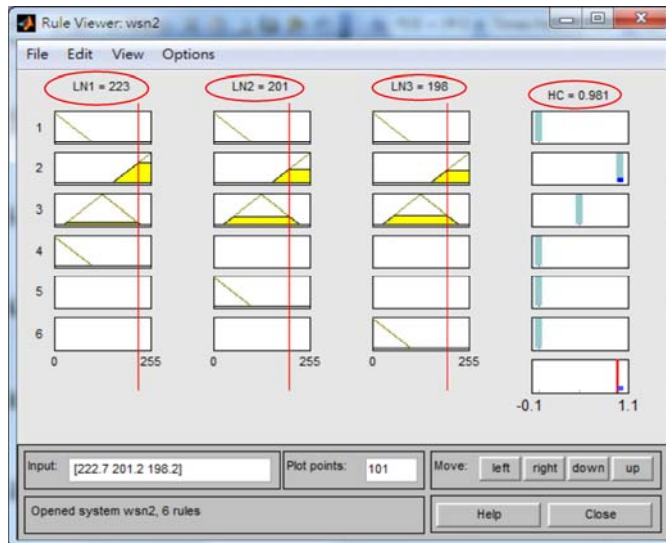 Rule Viewer: wsn2
File Edit View Options
LN1 = 223 LN2 = 201 LN3 = 198 HC = 0.981
1
2
3
4
5
6
0 255 0 255 0 255
-0.1 1.1
Input: [222.7 201.2 198.2] Plot points: 101 Move: left right down up
Opened system wsn2, 6 rules Help Close